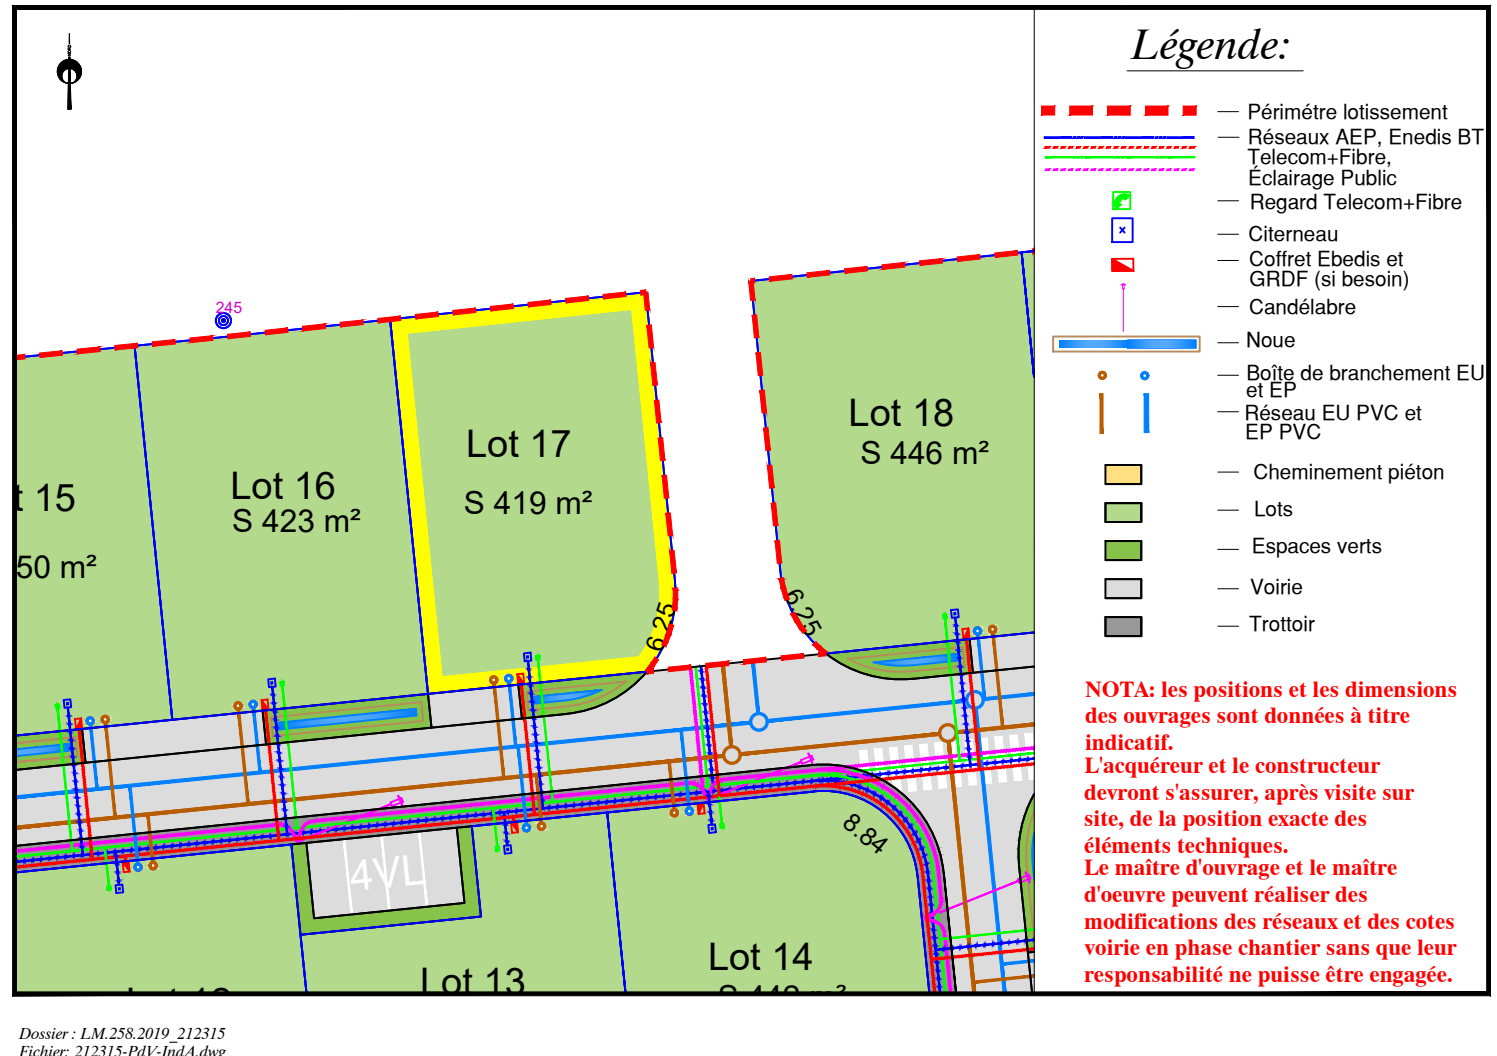 Légende:
Périmétre lotissement
Réseaux AEP, Enedis BT
Telecom+Fibre,
Éclairage Public
Regard Telecom+Fibre
Citerneau
Coffret Ebedis et
GRDF (si besoin)
Candélabre
Noue
Boîte de branchement EU
et EP
Réseau EU PVC et
EP PVC
Cheminement piéton
Lots
Espaces verts
Voirie
Trottoir
NOTA: les positions et les dimensions
des ouvrages sont données à titre
indicatif.
L'acquéreur et le constructeur
devront s'assurer, après visite sur
site, de la position exacte des
éléments techniques.
Le maître d'ouvrage et le maître
d'oeuvre peuvent réaliser des
modifications des réseaux et des cotes
voirie en phase chantier sans que leur
responsabilité ne puisse être engagée.
245
Lot 18
S 446 m²
Lot 17
S 419 m²
Lot 16
S 423 m²
t 15
50 m²
6.25
6.25
8.84
4VL
Lot 14
Lot 13
Dossier : LM.258.2019_212315
Fichier: 212315-PdV-IndA.dwg